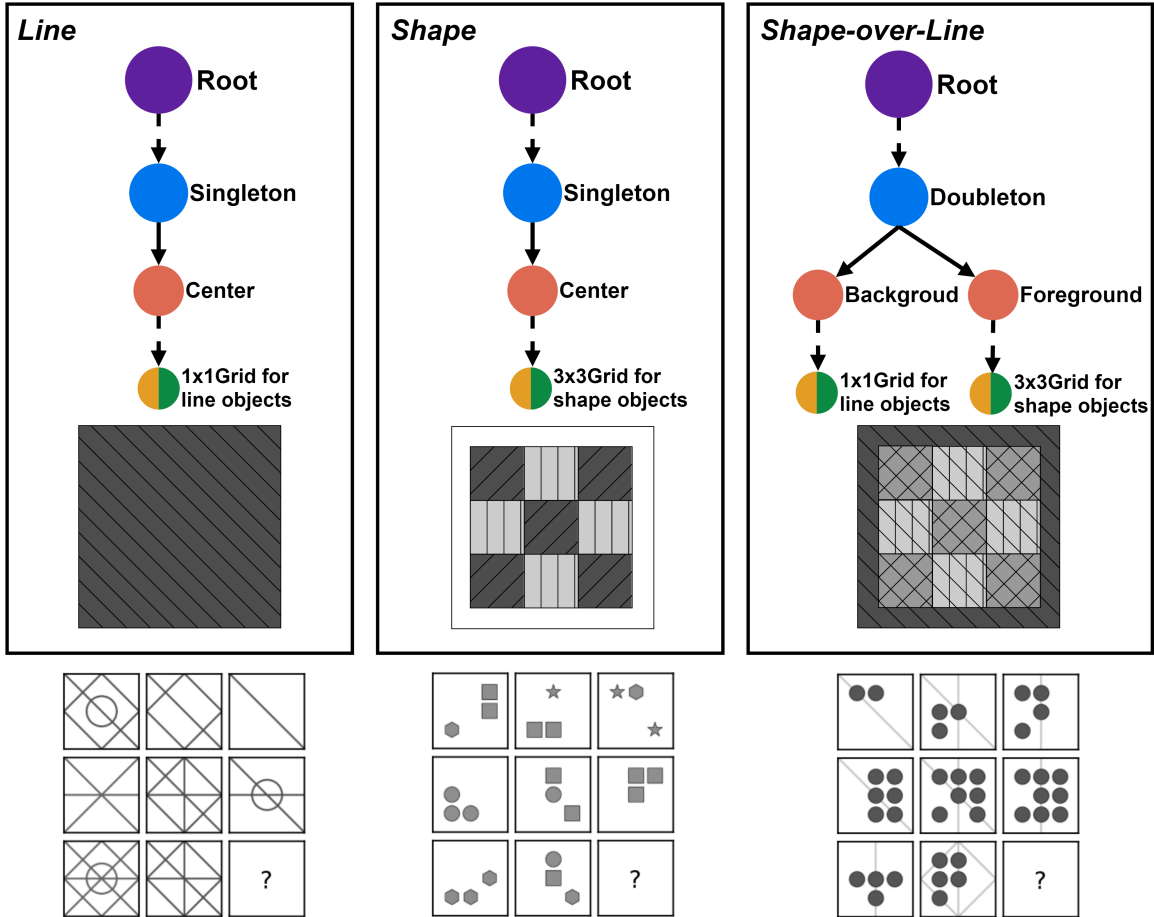 Line
Root
Singleton
Center
1x1Grid for
line objects
Shape
Root
Singleton
Center
3x3Grid for
shape objects
Shape-over-Line
Root
Doubleton
Backgroud
Foreground
1x1Grid for
line objects
3x3Grid for
shape objects
?
?
?